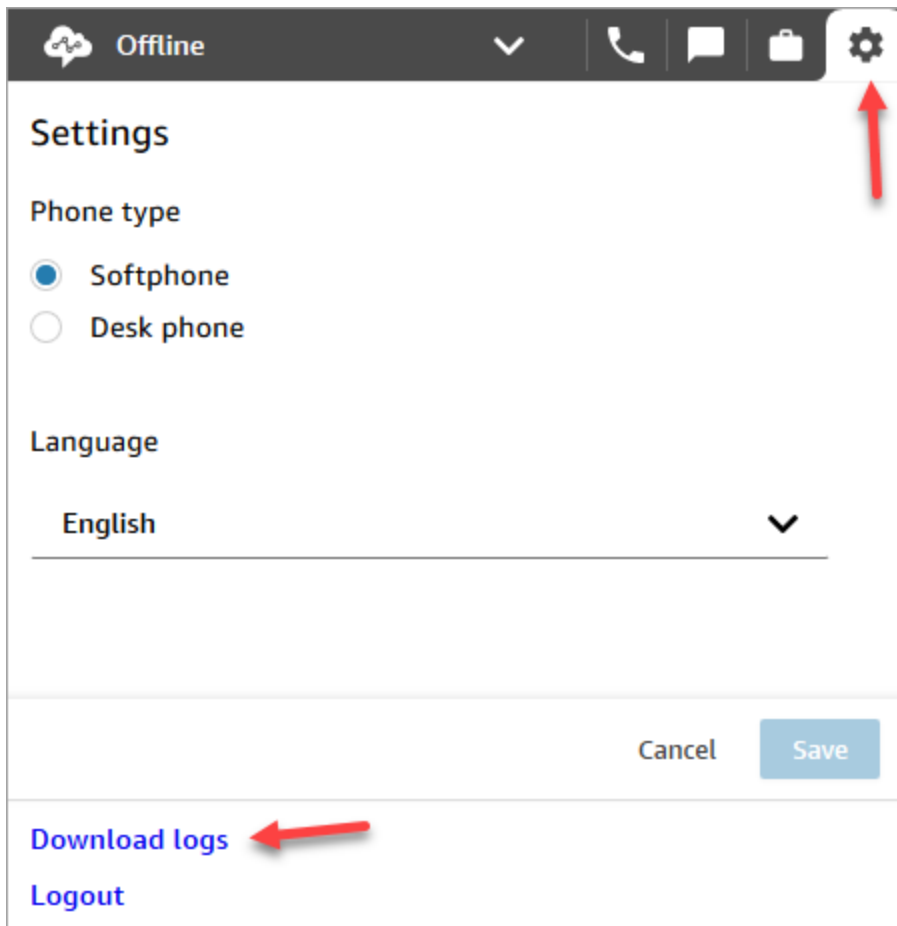 Offline
Settings
Phone type
Softphone
Desk phone
Language
English
Cancel Save
Download logs
Logout